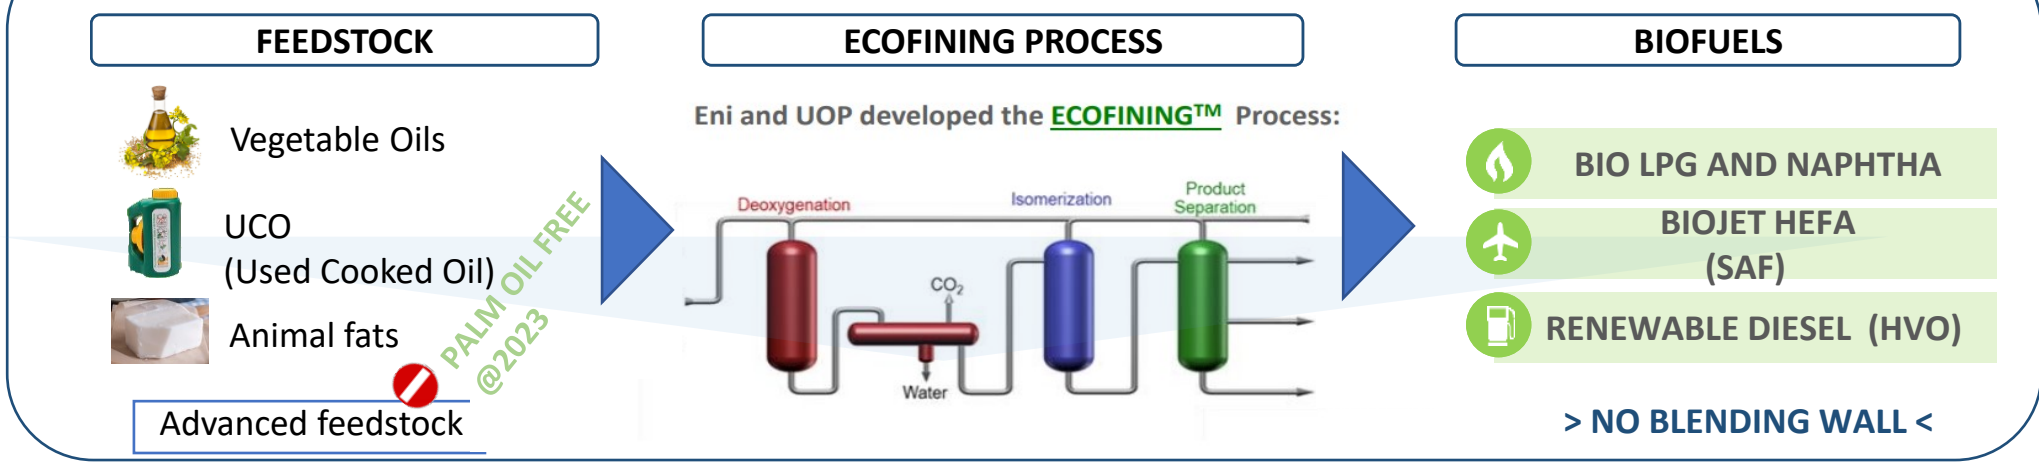 FEEDSTOCK
Vegetable Oils
UCO
(Used Cooked Oil)
Animal fats
PALM OIL FREE
@2023
Advanced feedstock
ECOFINING PROCESS
Eni and UOP developed the ECOFINING™ Process:
Deoxygenation
Isomerization
Product
Separation
CO₂
Water
BIOFUELS
BIO LPG AND NAPHTHA
BIOJET HEFA
(SAF)
RENEWABLE DIESEL (HVO)
> NO BLENDING WALL <